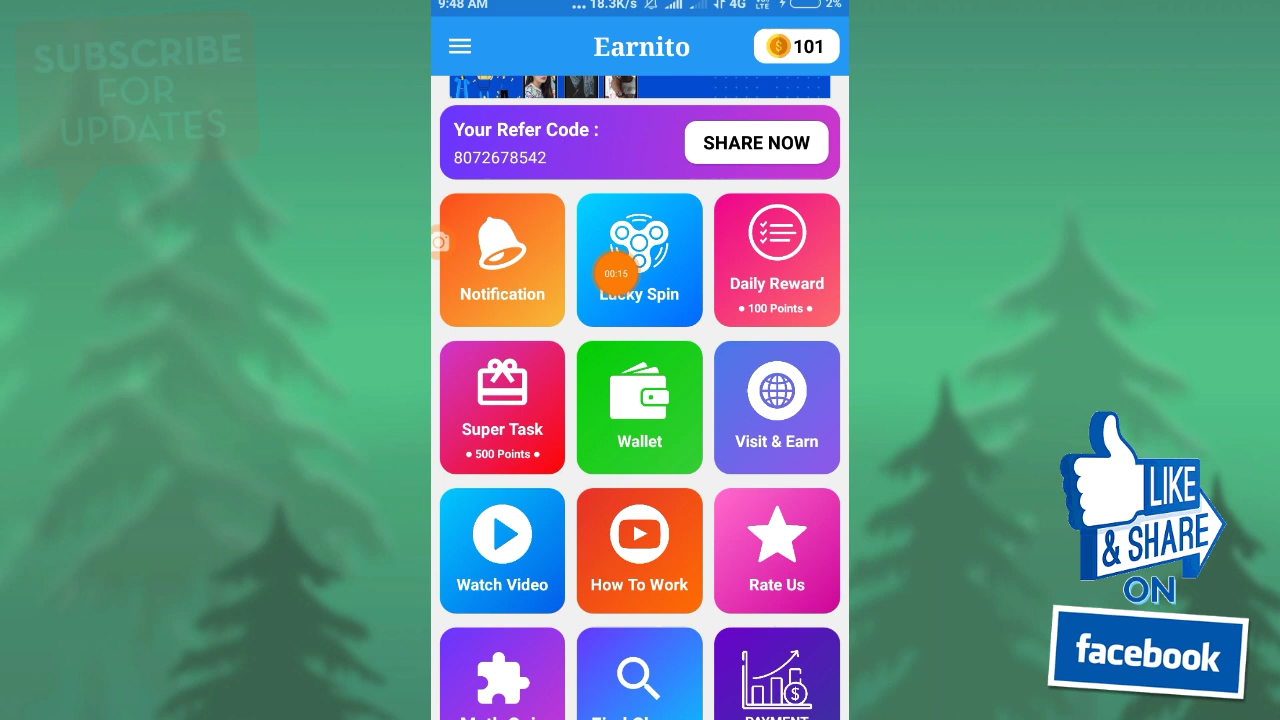 SUBSCRIBE
FOR
UPDATES
9:48 AM ... 18.3K/s 4G VoLTE 2%
Earnito
101
Your Refer Code :
8072678542
SHARE NOW
Notification
Lucky Spin
00:15
Daily Reward
● 100 Points ●
Super Task
● 500 Points ●
Wallet
Visit & Earn
Watch Video
How To Work
Rate Us
PAYMENT
LIKE
& SHARE
ON
facebook